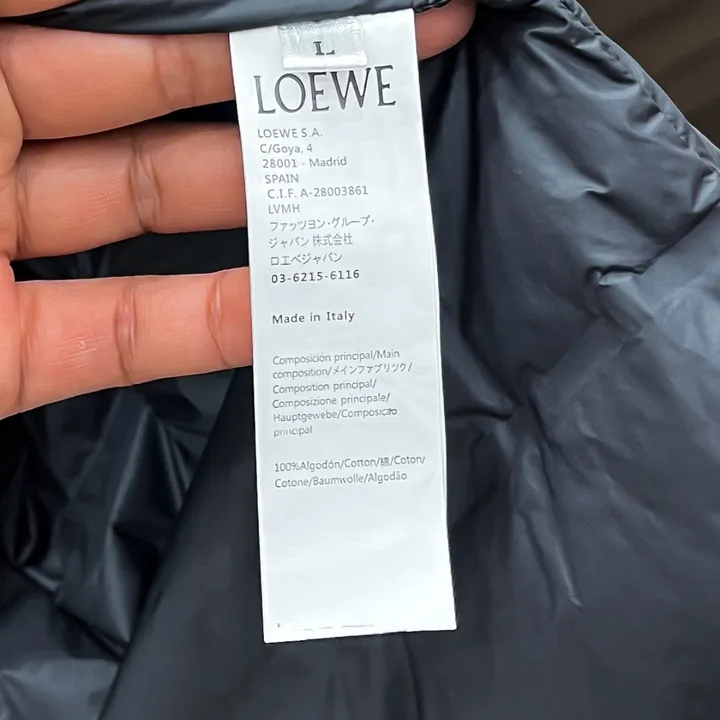 L
LOEWE
LOEWE S.A.
C/Goya, 4
28001 - Madrid
SPAIN
C.I.F. A-28003861
LVMH
ファッツヨン・グループ・
ジャパン株式会社
ロエベジャパン
03-6215-6116
Made in Italy
Composición principal/Main
composition/メインファブリック/
Composition principal/
Composizione principale/
Hauptgewebe/Composição
principal
100%Algodón/Cotton/綿/Coton/
Cotone/Baumwolle/Algodão